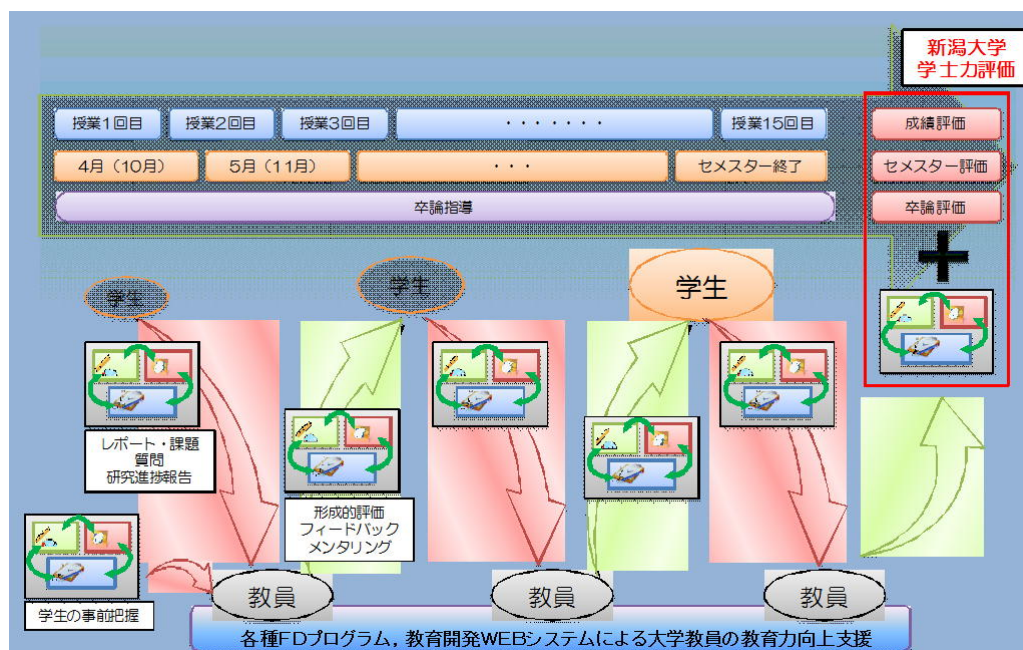 新潟大学
学士力評価
授業1回目
授業2回目
授業3回目
・・・・・・・
授業15回目
成績評価
4月（10月）
5月（11月）
・・・
セメスター終了
セメスター評価
卒論指導
卒論評価
学生
学生
学生
レポート・課題
質問
研究進捗報告
形成的評価
フィードバック
メンタリング
学生の事前把握
教員
教員
教員
各種FDプログラム，教育開発WEBシステムによる大学教員の教育力向上支援